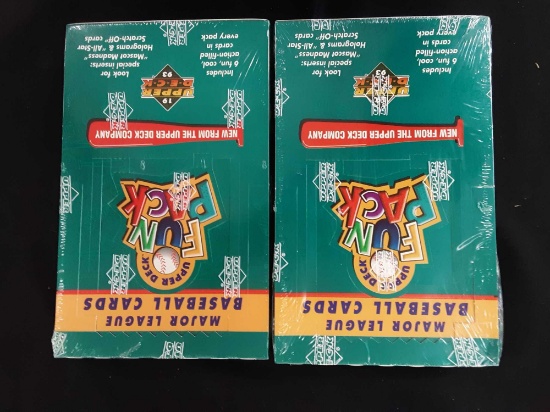 MAJOR LEAGUE
BASEBALL CARDS
UPPER DECK
FUN
PACK
NEW FROM THE UPPER DECK COMPANY
19 93
UPPER DECK
Includes
6 fun, cool,
action-filled
cards in
every pack
Look for
special inserts:
"Mascot Madness"
Holograms & "All-Star
Scratch-Off" cards
MAJOR LEAGUE
BASEBALL CARDS
UPPER DECK
FUN
PACK
NEW FROM THE UPPER DECK COMPANY
19 93
UPPER DECK
Includes
6 fun, cool,
action-filled
cards in
every pack
Look for
special inserts:
"Mascot Madness"
Holograms & "All-Star
Scratch-Off" cards